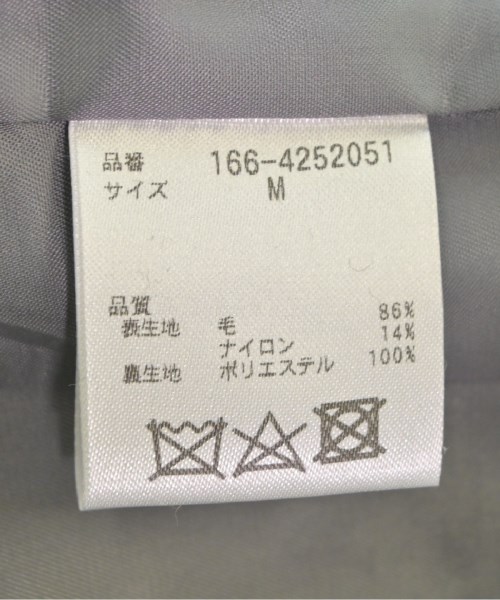 品番 166-4252051
サイズ M
品質
表生地 毛 86%
ナイロン 14%
裏生地 ポリエステル 100%